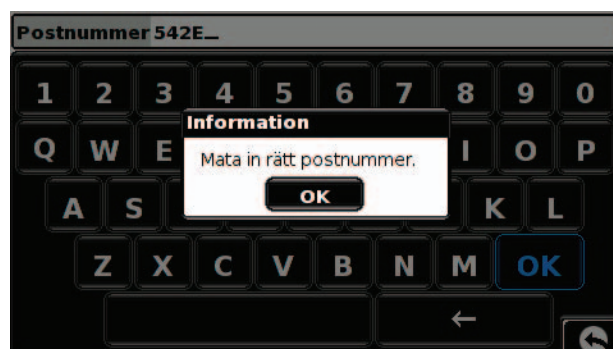 Postnummer 542E_
1 2 3 4 5 6 7 8 9 0
Q W E I O P
Information
Mata in rätt postnummer.
OK
A S K L
Z X C V B N M OK
←